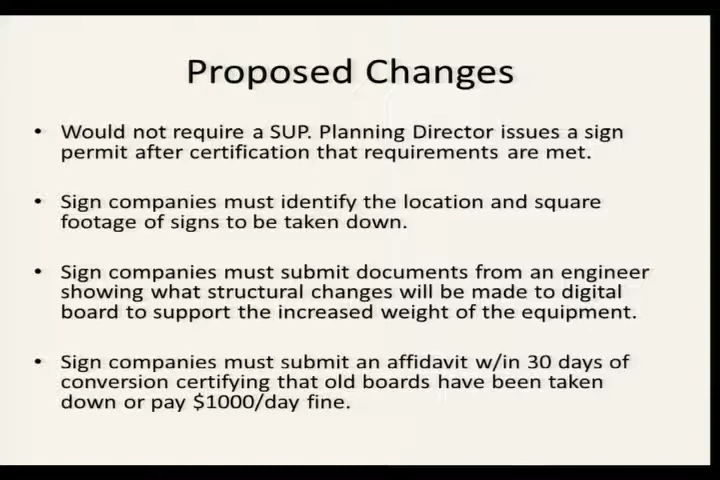 Proposed Changes
• Would not require a SUP. Planning Director issues a sign
permit after certification that requirements are met.
• Sign companies must identify the location and square
footage of signs to be taken down.
• Sign companies must submit documents from an engineer
showing what structural changes will be made to digital
board to support the increased weight of the equipment.
• Sign companies must submit an affidavit w/in 30 days of
conversion certifying that old boards have been taken
down or pay $1000/day fine.